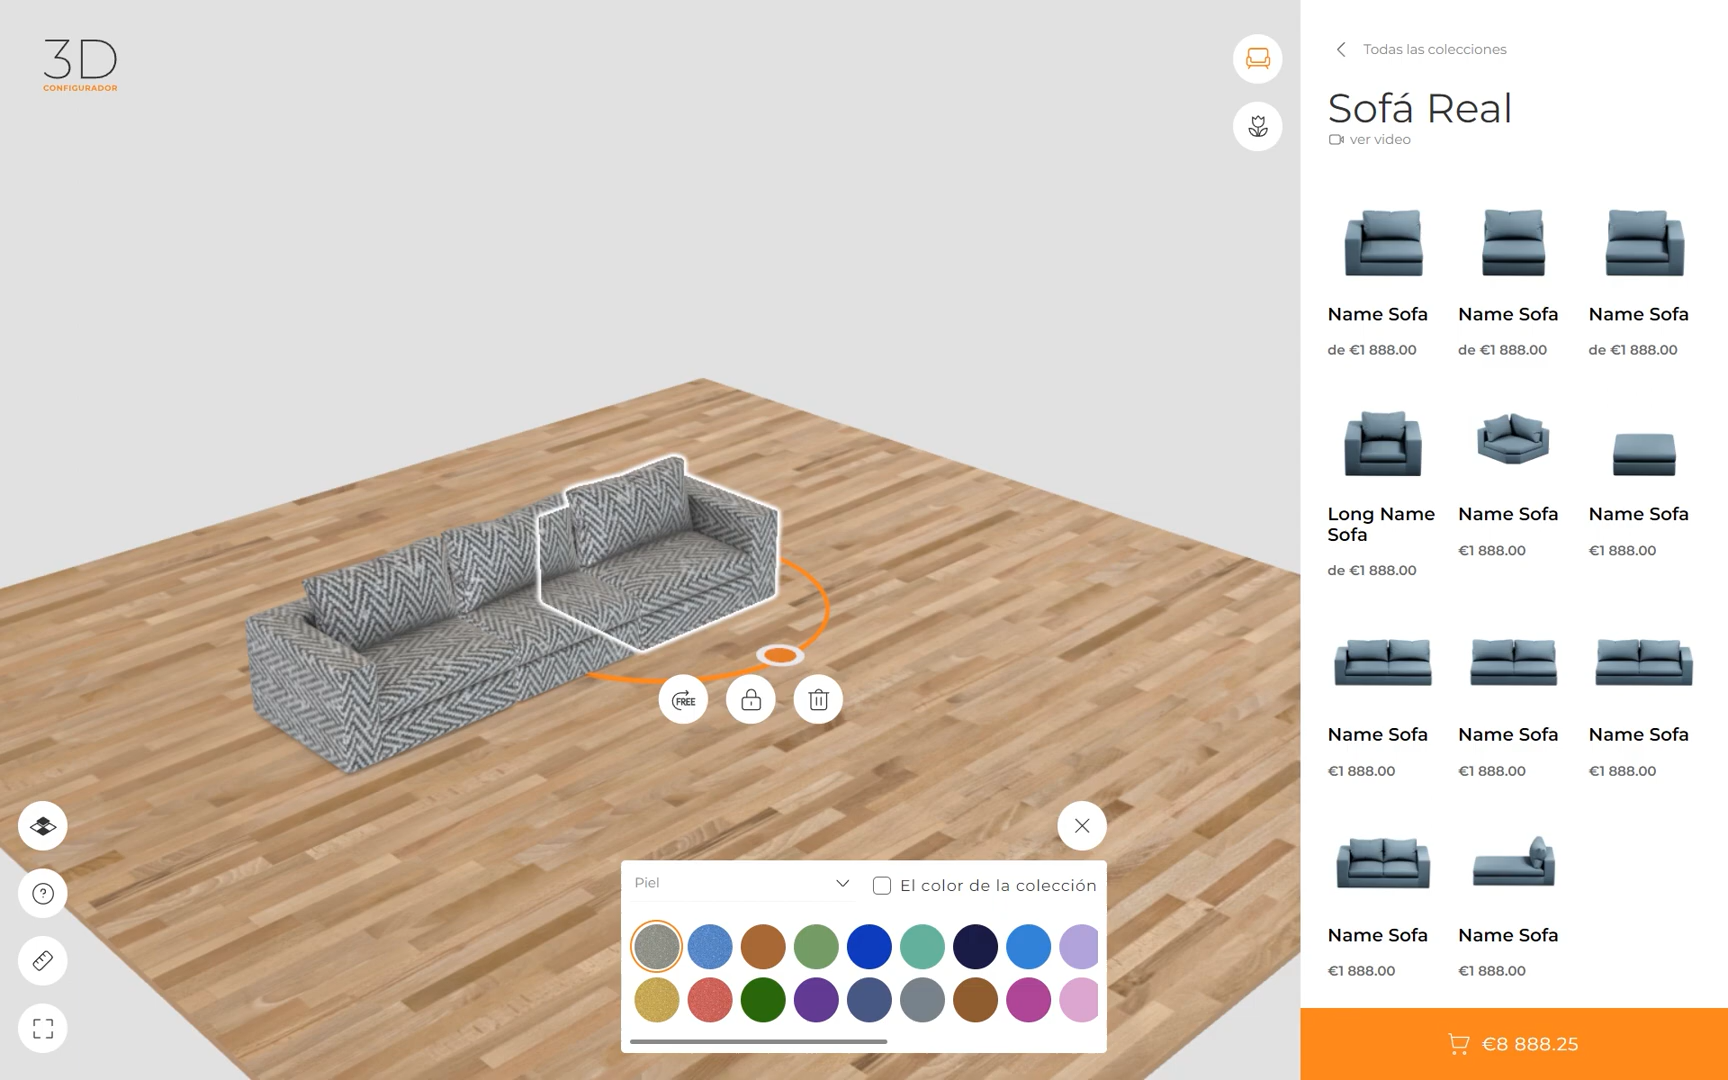 3D
CONFIGURADOR
Todas las colecciones
Sofá Real
ver video
Name Sofa
Name Sofa
Name Sofa
de €1 888.00
de €1 888.00
de €1 888.00
Long Name
Sofa
Name Sofa
Name Sofa
de €1 888.00
€1 888.00
€1 888.00
Name Sofa
Name Sofa
Name Sofa
€1 888.00
€1 888.00
€1 888.00
Name Sofa
Name Sofa
€1 888.00
€1 888.00
FREE
Piel
El color de la colección
€8 888.25